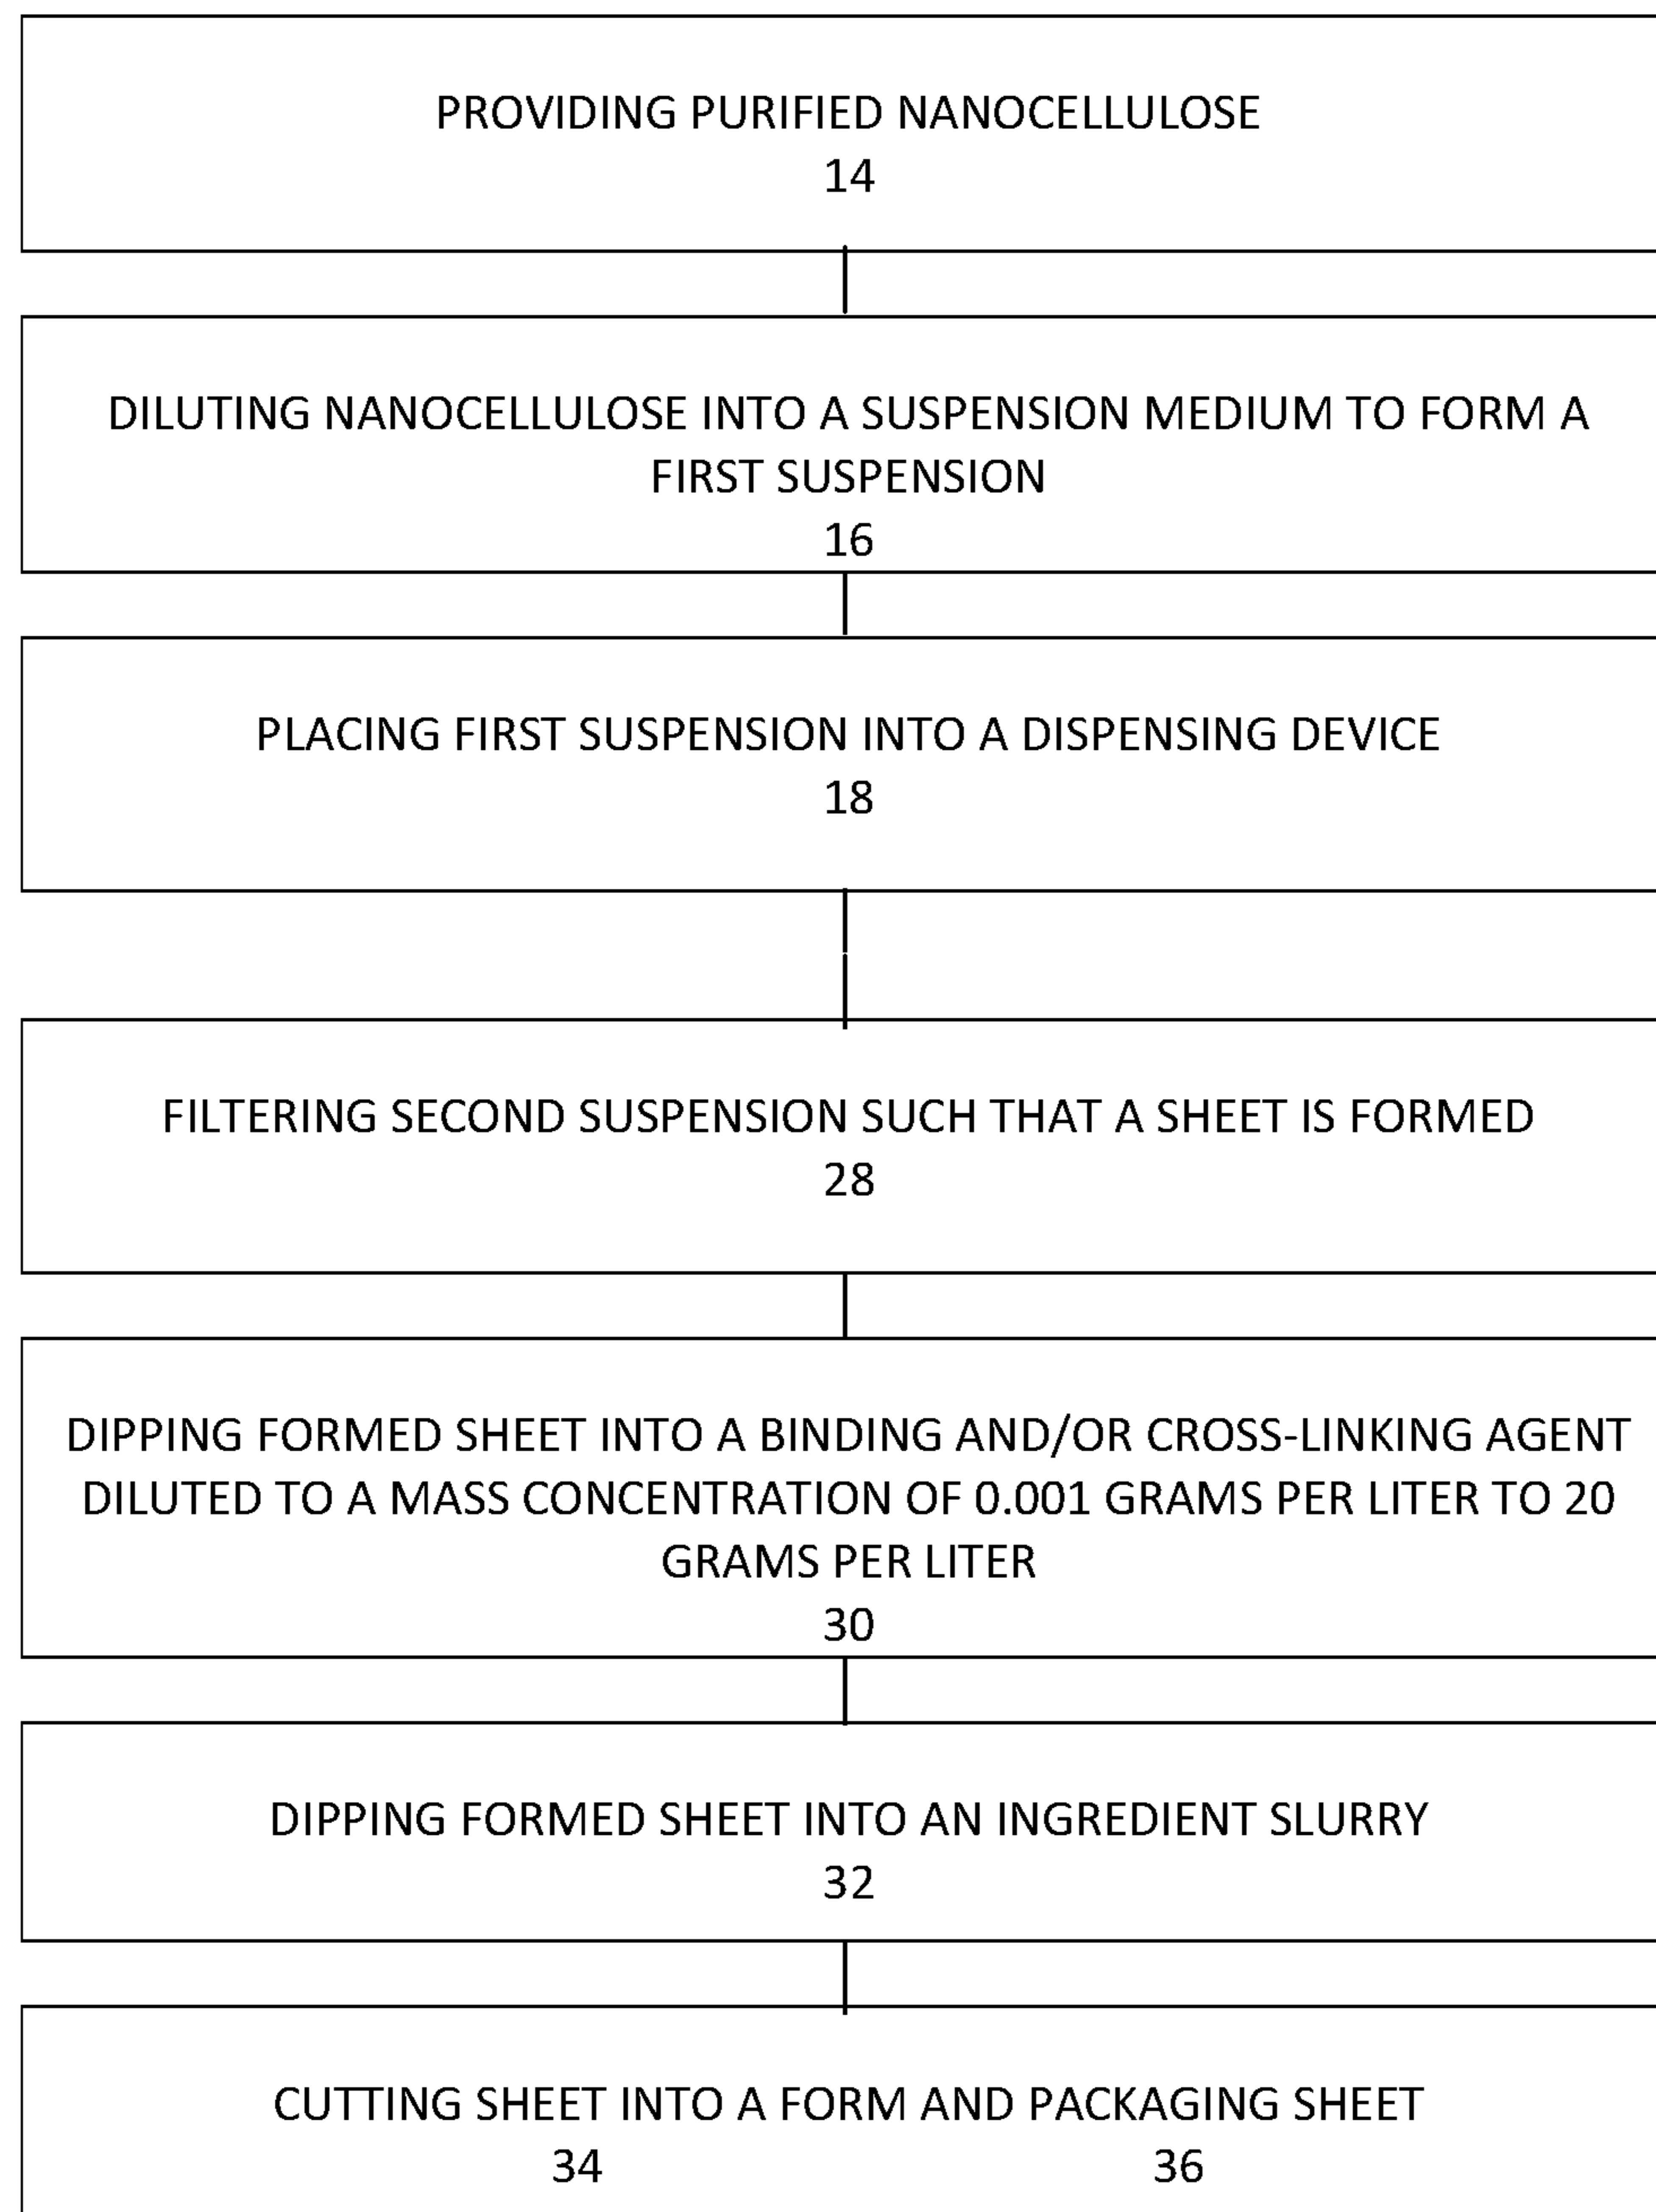 PROVIDING PURIFIED NANOCELLULOSE
14
DILUTING NANOCELLULOSE INTO A SUSPENSION MEDIUM TO FORM A
FIRST SUSPENSION
16
PLACING FIRST SUSPENSION INTO A DISPENSING DEVICE
18
FILTERING SECOND SUSPENSION SUCH THAT A SHEET IS FORMED
28
DIPPING FORMED SHEET INTO A BINDING AND/OR CROSS-LINKING AGENT
DILUTED TO A MASS CONCENTRATION OF 0.001 GRAMS PER LITER TO 20
GRAMS PER LITER
30
DIPPING FORMED SHEET INTO AN INGREDIENT SLURRY
32
CUTTING SHEET INTO A FORM AND PACKAGING SHEET
34 36